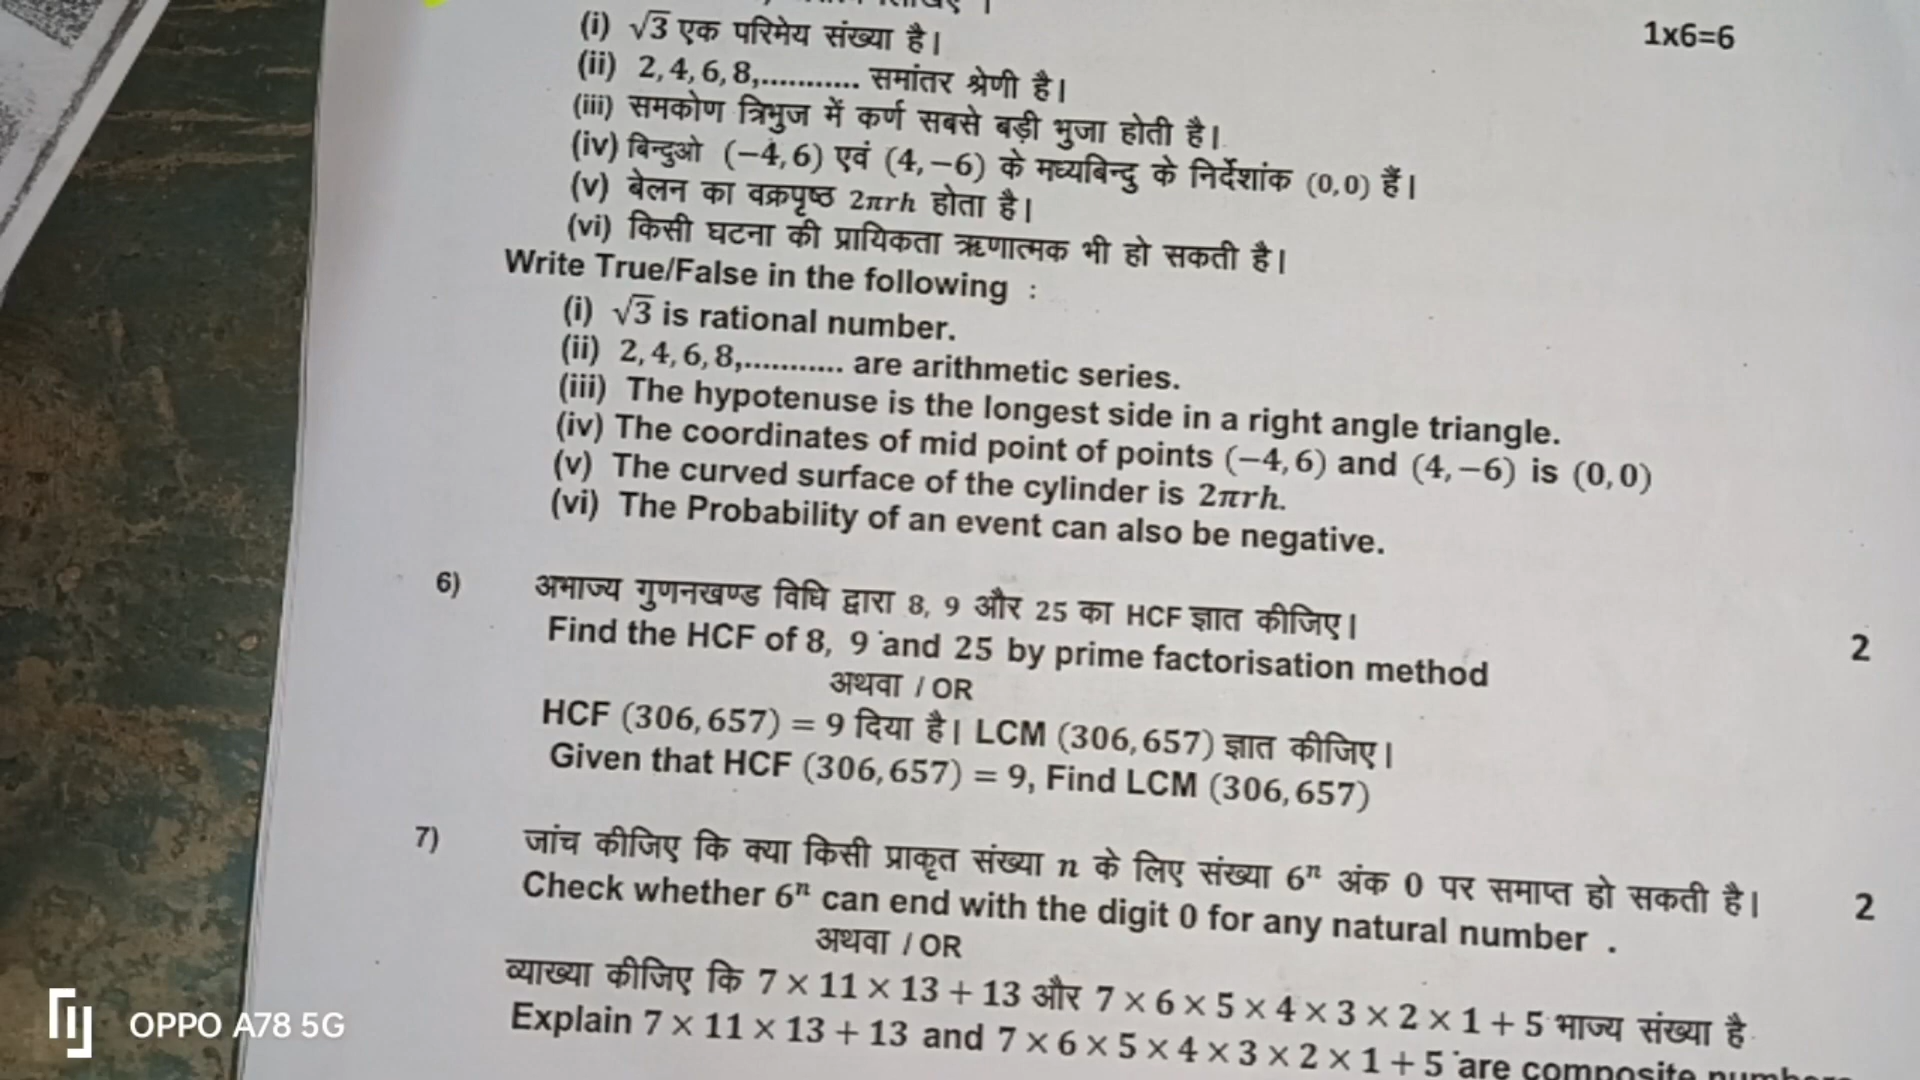 (i) √3 एक परिमेय संख्या है।
1x6=6
(ii) 2, 4, 6, 8,........... समांतर श्रेणी है।
(iii) समकोण त्रिभुज में कर्ण सबसे बड़ी भुजा होती है।
(iv) बिन्दुओ (−4, 6) एवं (4, −6) के मध्यबिन्दु के निर्देशांक (0, 0) हैं।
(v) बेलन का वक्रपृष्ठ 2πrh होता है।
(vi) किसी घटना की प्रायिकता ऋणात्मक भी हो सकती है।
Write True/False in the following :
(i) √3 is rational number.
(ii) 2, 4, 6, 8,........... are arithmetic series.
(iii) The hypotenuse is the longest side in a right angle triangle.
(iv) The coordinates of mid point of points (−4, 6) and (4, −6) is (0, 0)
(v) The curved surface of the cylinder is 2πrh.
(vi) The Probability of an event can also be negative.
6) अभाज्य गुणनखण्ड विधि द्वारा 8, 9 और 25 का HCF ज्ञात कीजिए।
2
Find the HCF of 8, 9 and 25 by prime factorisation method
अथवा / OR
HCF (306, 657) = 9 दिया है। LCM (306, 657) ज्ञात कीजिए।
Given that HCF (306, 657) = 9, Find LCM (306, 657)
7) जांच कीजिए कि क्या किसी प्राकृत संख्या n के लिए संख्या 6ⁿ अंक 0 पर समाप्त हो सकती है।
2
Check whether 6ⁿ can end with the digit 0 for any natural number .
अथवा / OR
व्याख्या कीजिए कि 7 × 11 × 13 + 13 और 7 × 6 × 5 × 4 × 3 × 2 × 1 + 5 भाज्य संख्या है
Explain 7 × 11 × 13 + 13 and 7 × 6 × 5 × 4 × 3 × 2 × 1 + 5 are composite
OPPO A78 5G